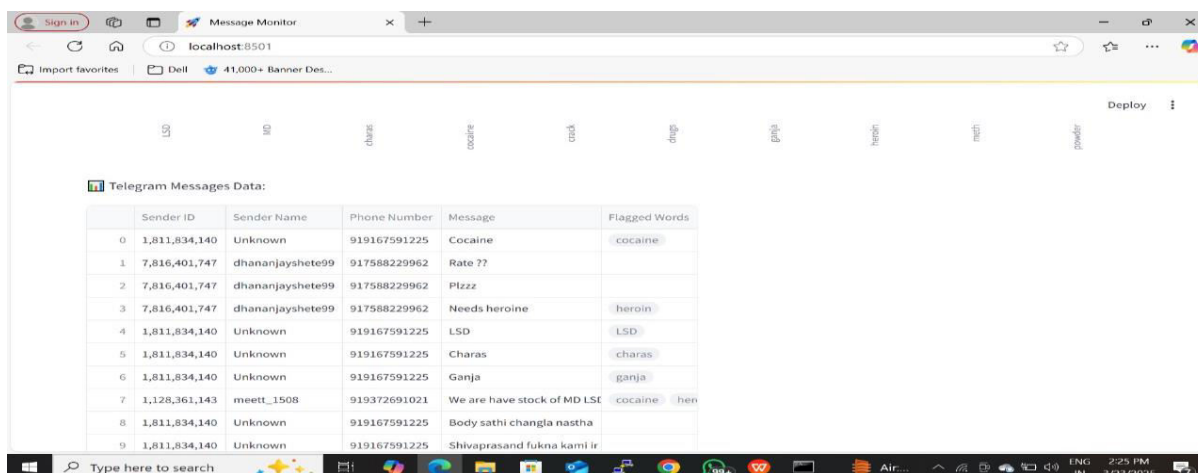 Sign in
Message Monitor
localhost:8501
Import favorites
Dell
41,000+ Banner Des...
Deploy
LSD MD charas cocaine crack drugs ganja heroin meth powder
Telegram Messages Data:
Sender ID Sender Name Phone Number Message Flagged Words
0 1,811,834,140 Unknown 919167591225 Cocaine cocaine
1 7,816,401,747 dhananjayshete99 917588229962 Rate ??
2 7,816,401,747 dhananjayshete99 917588229962 Plzzz
3 7,816,401,747 dhananjayshete99 917588229962 Needs heroine heroin
4 1,811,834,140 Unknown 919167591225 LSD LSD
5 1,811,834,140 Unknown 919167591225 Charas charas
6 1,811,834,140 Unknown 919167591225 Ganja ganja
7 1,128,361,143 meett_1508 919372691021 We are have stock of MD LSD cocaine hero
8 1,811,834,140 Unknown 919167591225 Body sathi changla nastha
9 1,811,834,140 Unknown 919167591225 Shivaprasand fukna kami ir
Type here to search
99+
Air...
ENG 2:25 PM
IN